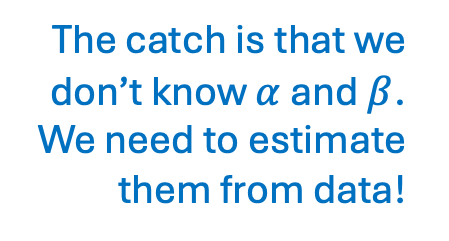 The catch is that we
don’t know α and β.
We need to estimate
them from data!